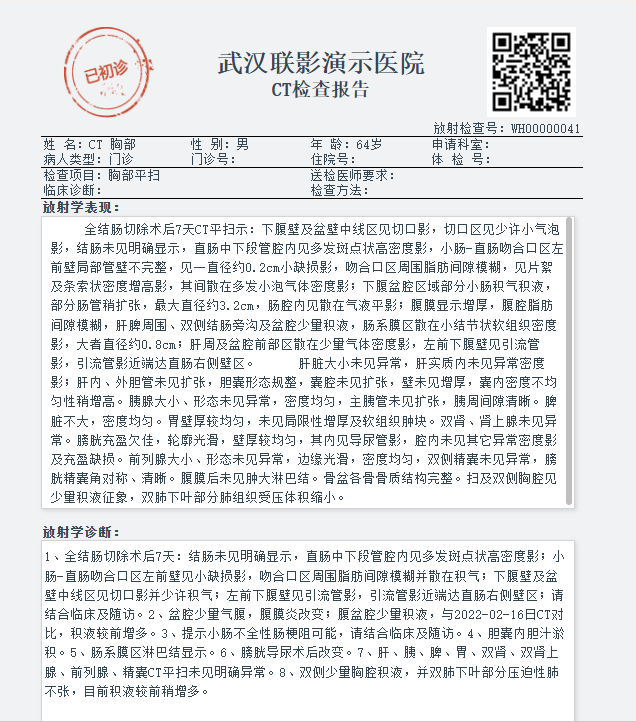 已初诊
武汉联影演示医院
CT检查报告
放射检查号：WH00000041
姓 名：CT 胸部 性 别：男 年 龄：64岁 申请科室：
病人类型：门诊 门诊号： 住院号： 体 检 号：
检查项目：胸部平扫 送检医师要求：
临床诊断： 检查方法：
放射学表现：
全结肠切除术后7天CT平扫示：下腹壁及盆壁中线区见切口影，切口区见少许小气泡
影，结肠未见明确显示，直肠中下段管腔内见多发斑点状高密度影，小肠-直肠吻合口区左
前壁局部管壁不完整，见一直径约0.2cm小缺损影，吻合口区周围脂肪间隙模糊，见片絮
及条索状密度增高影，其间散在多发小泡气体密度影；下腹盆腔区域部分小肠积气积液，
部分肠管稍扩张，最大直径约3.2cm，肠腔内见散在气液平影；腹膜显示增厚，腹腔脂肪
间隙模糊，肝脾周围、双侧结肠旁沟及盆腔少量积液，肠系膜区散在小结节状软组织密度
影，大者直径约0.8cm；肝周及盆腔前部区散在少量气体密度影，左前下腹壁见引流管
影，引流管影近端达直肠右侧壁区。 肝脏大小未见异常，肝实质内未见异常密度
影；肝内、外胆管未见扩张，胆囊形态规整，囊腔未见扩张，壁未见增厚，囊内密度不均
匀性稍增高。胰腺大小、形态未见异常，密度均匀，主胰管未见扩张，胰周间隙清晰。脾
脏不大，密度均匀。胃壁厚较均匀，未见局限性增厚及软组织肿块。双肾、肾上腺未见异
常。膀胱充盈欠佳，轮廓光滑，壁厚较均匀，其内见导尿管影，腔内未见其它异常密度影
及充盈缺损。前列腺大小、形态未见异常，边缘光滑，密度均匀，双侧精囊未见异常，膀
胱精囊角对称、清晰。腹膜后未见肿大淋巴结。骨盆各骨骨质结构完整。扫及双侧胸腔见
少量积液征象，双肺下叶部分肺组织受压体积缩小。
放射学诊断：
1、全结肠切除术后7天：结肠未见明确显示，直肠中下段管腔内见多发斑点状高密度影；小
肠-直肠吻合口区左前壁见小缺损影，吻合口区周围脂肪间隙模糊并散在积气；下腹壁及盆
壁中线区见切口影并少许积气；左前下腹壁见引流管影，引流管影近端达直肠右侧壁区；请
结合临床及随访。2、盆腔少量气腹，腹膜炎改变；腹盆腔少量积液，与2022-02-16日CT对
比，积液较前增多。3、提示小肠不全性肠梗阻可能，请结合临床及随访。4、胆囊内胆汁淤
积。5、肠系膜区淋巴结显示。6、膀胱导尿术后改变。7、肝、胰、脾、胃、双肾、双肾上
腺、前列腺、精囊CT平扫未见明确异常。8、双侧少量胸腔积液，并双肺下叶部分压迫性肺
不张，目前积液较前稍增多。